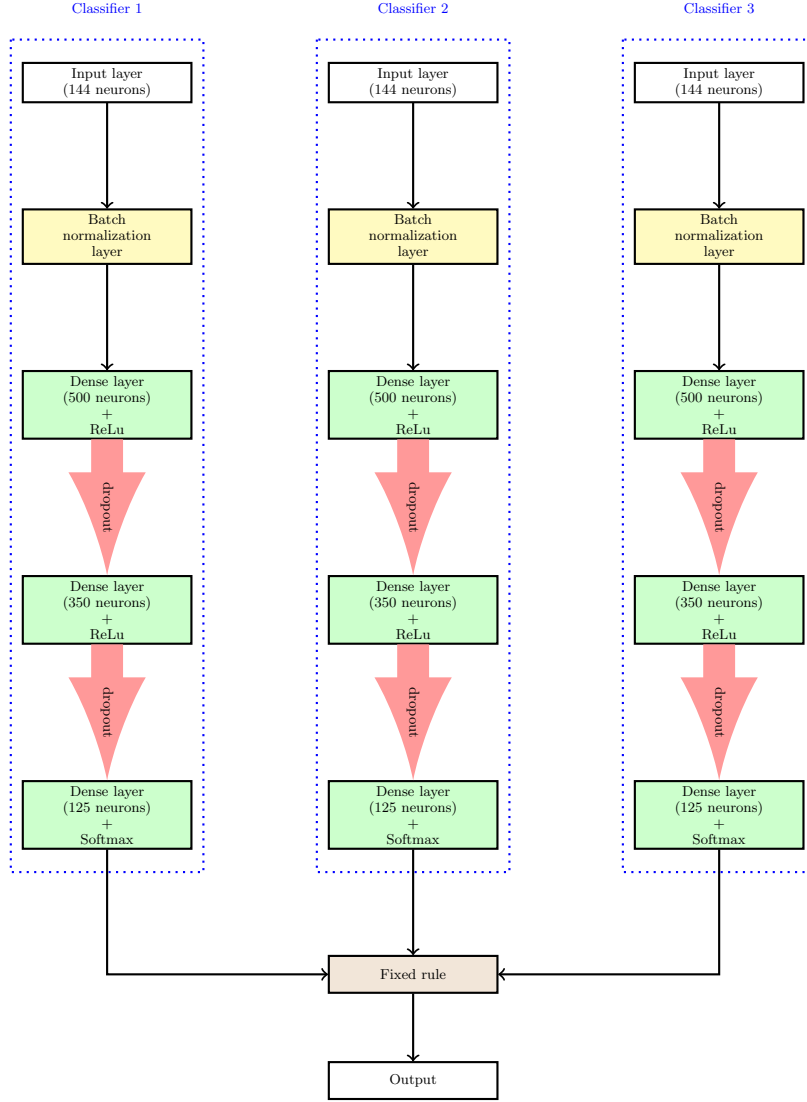 Classifier 1
Input layer
(144 neurons)
Batch
normalization
layer
Dense layer
(500 neurons)
+
ReLu
dropout
Dense layer
(350 neurons)
+
ReLu
dropout
Dense layer
(125 neurons)
+
Softmax
Classifier 2
Input layer
(144 neurons)
Batch
normalization
layer
Dense layer
(500 neurons)
+
ReLu
dropout
Dense layer
(350 neurons)
+
ReLu
dropout
Dense layer
(125 neurons)
+
Softmax
Classifier 3
Input layer
(144 neurons)
Batch
normalization
layer
Dense layer
(500 neurons)
+
ReLu
dropout
Dense layer
(350 neurons)
+
ReLu
dropout
Dense layer
(125 neurons)
+
Softmax
Fixed rule
Output